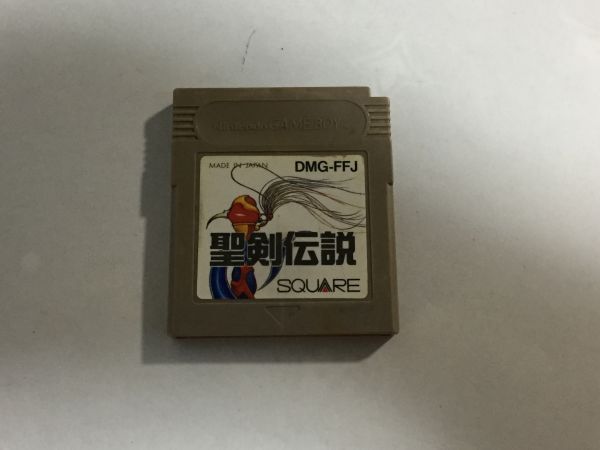 Nintendo GAME BOY
MADE IN JAPAN
DMG-FFJ
聖剣伝説
SQUARE